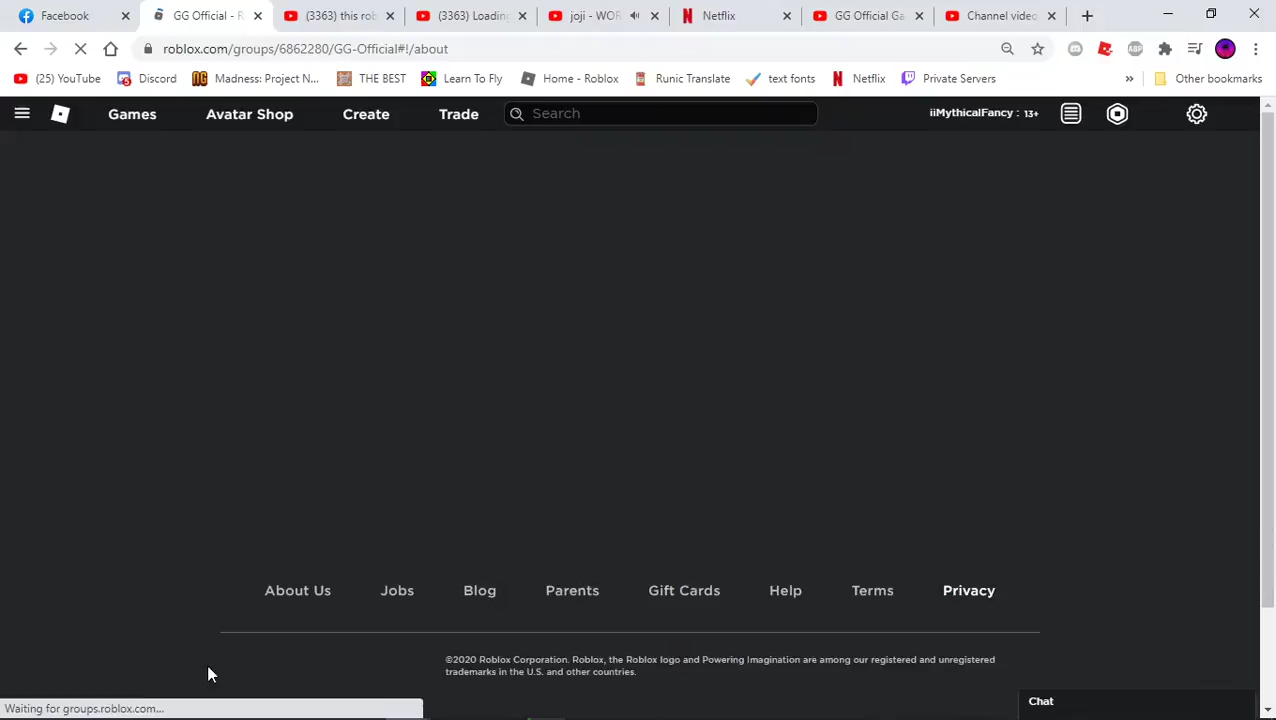 Facebook
GG Official - R
(3363) this rob
(3363) Loading
joji - WOR
Netflix
GG Official Ga
Channel video
roblox.com/groups/6862280/GG-Official#!/about
ABP
(25) YouTube
Discord
Madness: Project N...
THE BEST
Learn To Fly
Home - Roblox
Runic Translate
text fonts
Netflix
Private Servers
»
Other bookmarks
Games
Avatar Shop
Create
Trade
Search
iiMythicalFancy : 13+
About Us
Jobs
Blog
Parents
Gift Cards
Help
Terms
Privacy
©2020 Roblox Corporation. Roblox, the Roblox logo and Powering Imagination are among our registered and unregistered
trademarks in the U.S. and other countries.
Waiting for groups.roblox.com...
Chat